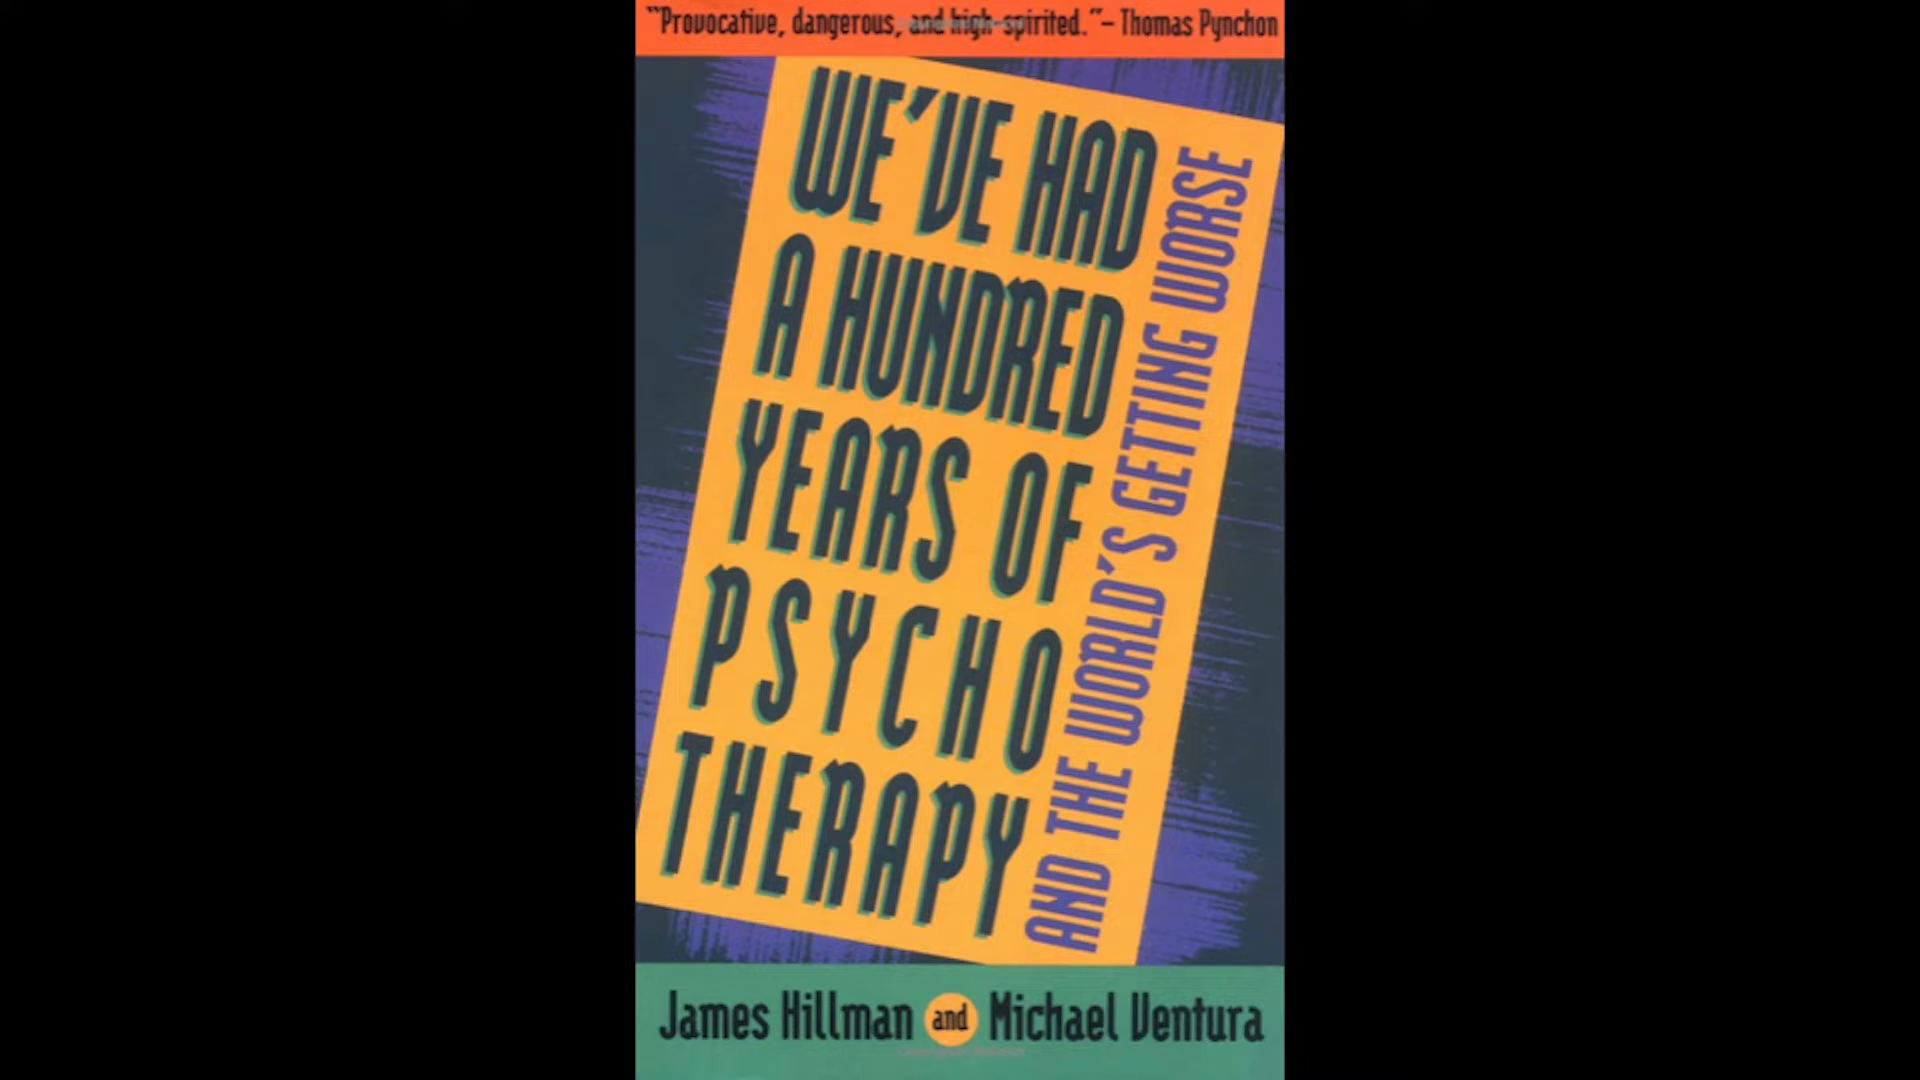 “Provocative, dangerous, and high-spirited.”– Thomas Pynchon
WE'VE HAD
A HUNDRED
YEARS OF
PSYCHO
THERAPY
AND THE WORLD'S GETTING WORSE
James Hillman and Michael Ventura